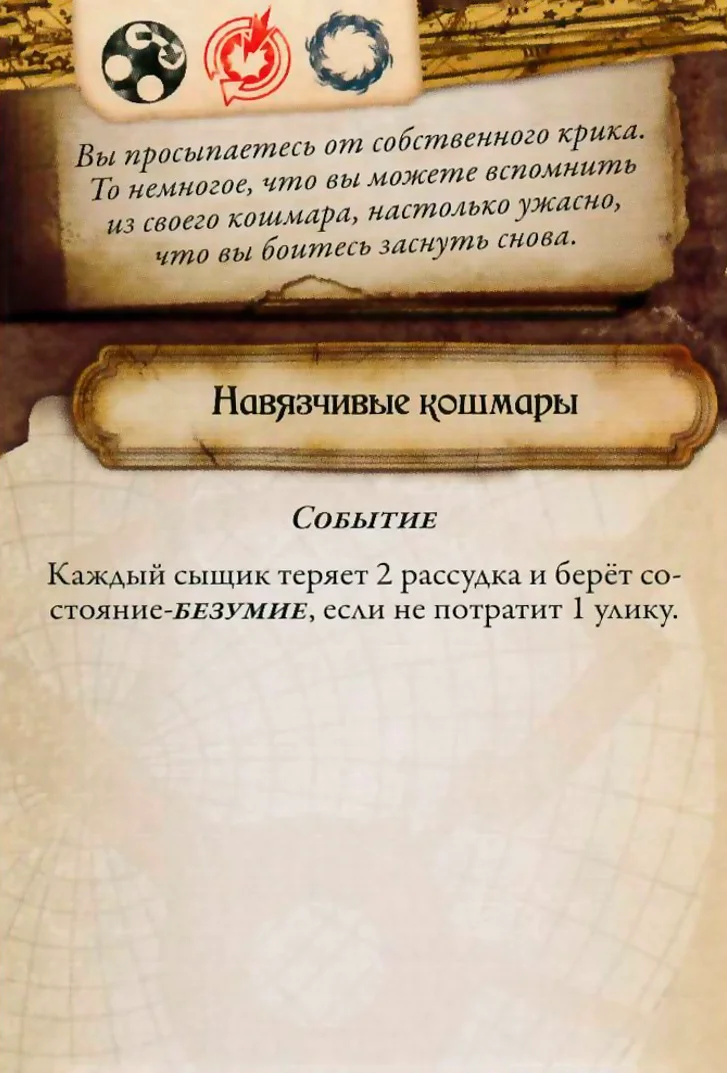 Вы просыпаетесь от собственного крика.
То немногое, что вы можете вспомнить
из своего кошмара, настолько ужасно,
что вы боитесь заснуть снова.
Навязчивые кошмары
Событие
Каждый сыщик теряет 2 рассудка и берёт со-
стояние-БЕЗУМИЕ, если не потратит 1 улику.